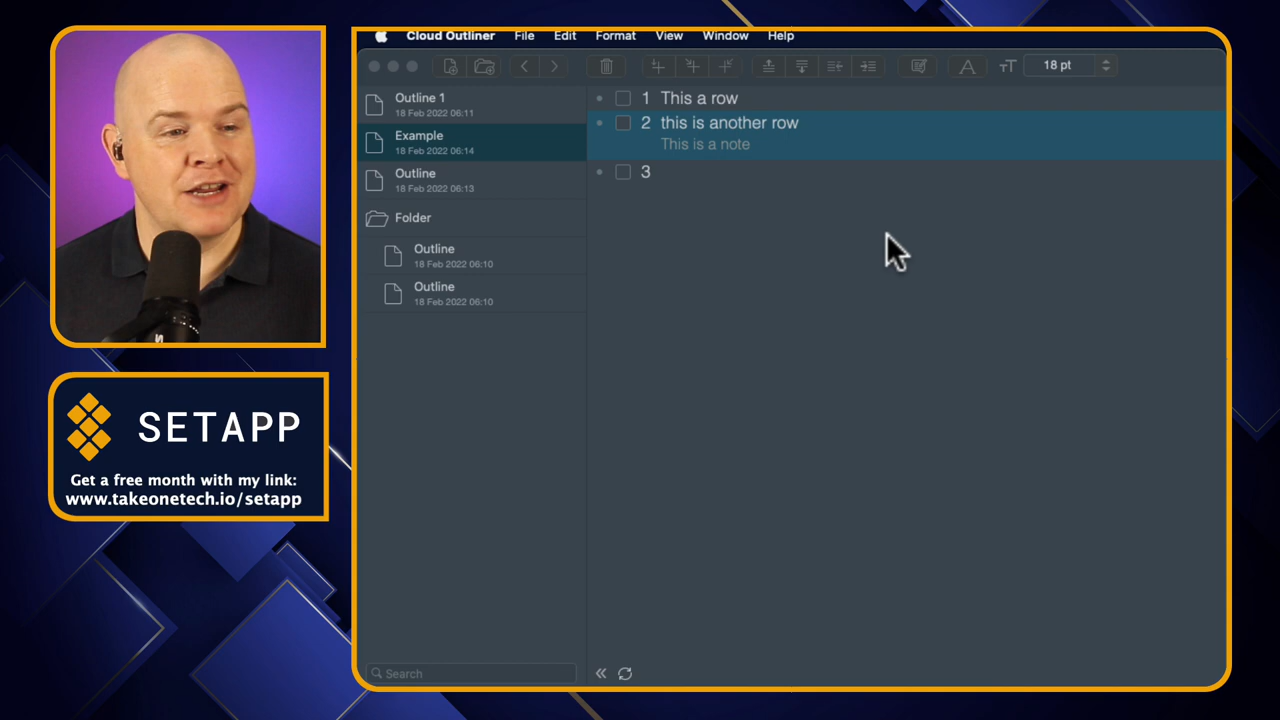 Cloud Outliner File Edit Format View Window Help
18 pt
Outline 1
18 Feb 2022 06:11
Example
18 Feb 2022 06:14
Outline
18 Feb 2022 06:13
Folder
Outline
18 Feb 2022 06:10
Outline
18 Feb 2022 06:10
Search
1 This a row
2 this is another row
This is a note
3
SETAPP
Get a free month with my link:
www.takeonetech.io/setapp